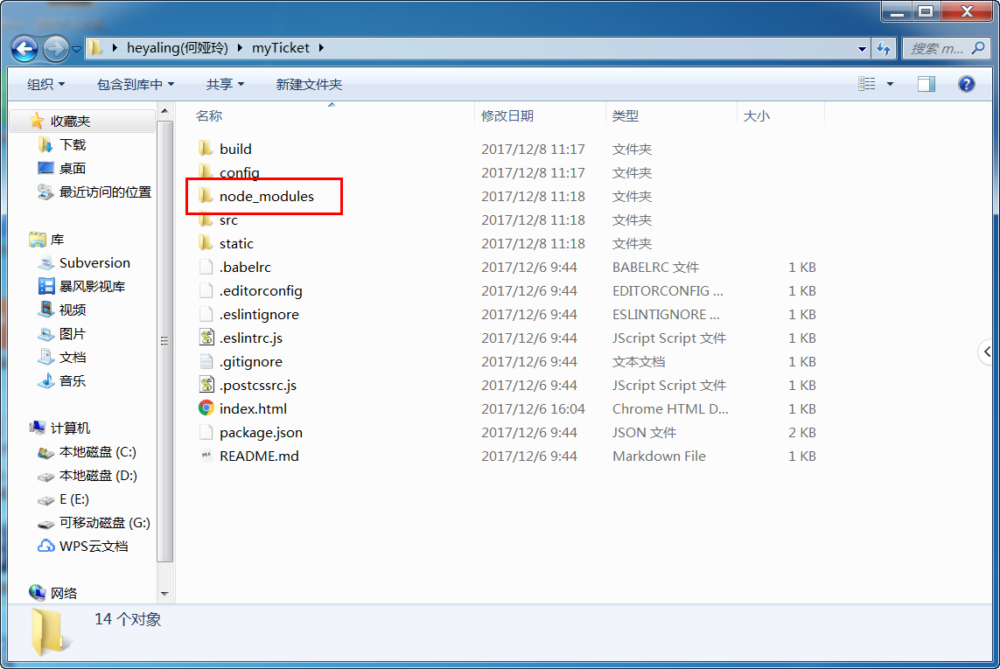 heyaling(何娅玲) myTicket
搜索 m...
组织 包含到库中 共享 新建文件夹
收藏夹
下载
桌面
最近访问的位置
库
Subversion
暴风影视库
视频
图片
文档
音乐
计算机
本地磁盘 (C:)
本地磁盘 (D:)
E (E:)
可移动磁盘 (G:)
WPS云文档
网络
名称 修改日期 类型 大小
build 2017/12/8 11:17 文件夹
config 2017/12/8 11:17 文件夹
node_modules 2017/12/8 11:18 文件夹
src 2017/12/8 11:18 文件夹
static 2017/12/8 11:18 文件夹
.babelrc 2017/12/6 9:44 BABELRC 文件 1 KB
.editorconfig 2017/12/6 9:44 EDITORCONFIG ... 1 KB
.eslintignore 2017/12/6 9:44 ESLINTIGNORE ... 1 KB
.eslintrc.js 2017/12/6 9:44 JScript Script 文件 1 KB
.gitignore 2017/12/6 9:44 文本文档 1 KB
.postcssrc.js 2017/12/6 9:44 JScript Script 文件 1 KB
index.html 2017/12/6 16:04 Chrome HTML D... 1 KB
package.json 2017/12/6 9:44 JSON 文件 2 KB
README.md 2017/12/6 9:44 Markdown File 1 KB
14 个对象